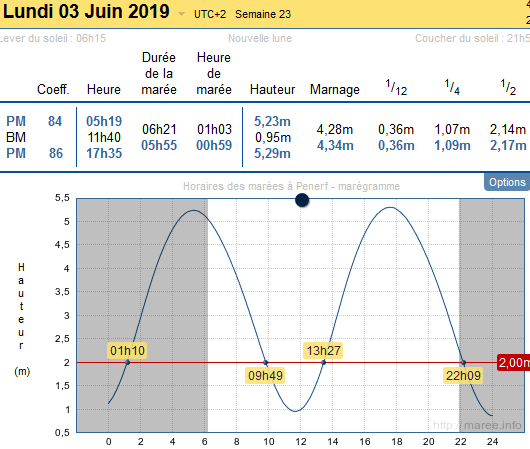 Lundi 03 Juin 2019 UTC+2 Semaine 23
Lever du soleil : 06h15 Nouvelle lune Coucher du soleil : 21h5
Coeff. Heure Durée de la marée Heure de marée Hauteur Marnage 1/12 1/4 1/2
PM 84 05h19 5,23m
BM 11h40 06h21 01h03 0,95m 4,28m 0,36m 1,07m 2,14m
PM 86 17h35 05h55 00h59 5,29m 4,34m 0,36m 1,09m 2,17m
Options
Horaires des marées à Penerf - marégramme
5,5
5
4,5
4
3,5
3
2,5
2
1,5
1
0,5
Hauteur
(m)
01h10
13h27
2,00m
09h49
22h09
http://maree.info
0 2 4 6 8 10 12 14 16 18 20 22 24